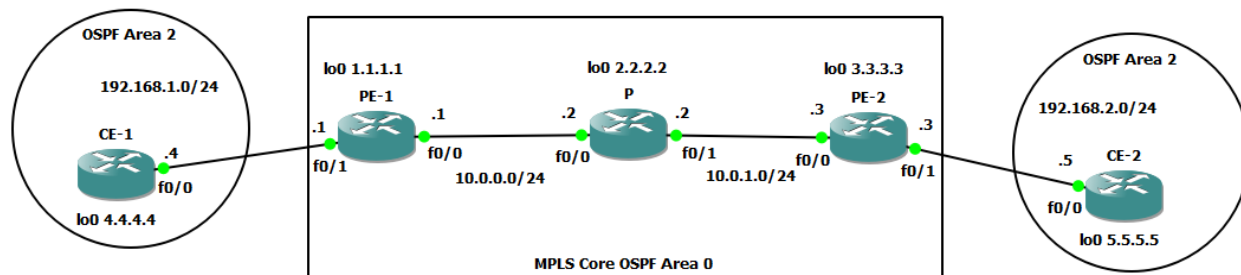 OSPF Area 2
192.168.1.0/24
CE-1
.4
f0/0
lo0 4.4.4.4
lo0 1.1.1.1
PE-1
.1
f0/1
.1
f0/0
10.0.0.0/24
lo0 2.2.2.2
P
.2
f0/0
.2
f0/1
10.0.1.0/24
lo0 3.3.3.3
PE-2
.3
f0/0
.3
f0/1
MPLS Core OSPF Area 0
OSPF Area 2
192.168.2.0/24
CE-2
.5
f0/0
lo0 5.5.5.5